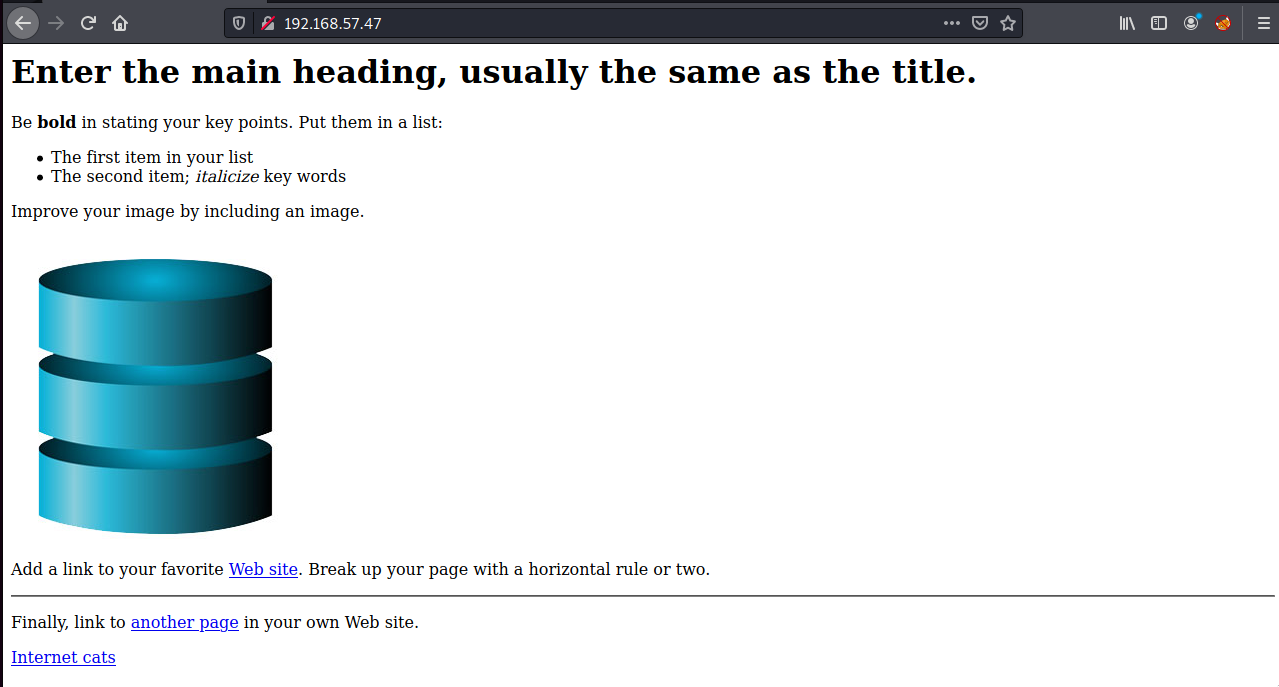 192.168.57.47
Enter the main heading, usually the same as the title.
Be bold in stating your key points. Put them in a list:
The first item in your list
The second item; italicize key words
Improve your image by including an image.
Add a link to your favorite Web site. Break up your page with a horizontal rule or two.
Finally, link to another page in your own Web site.
Internet cats